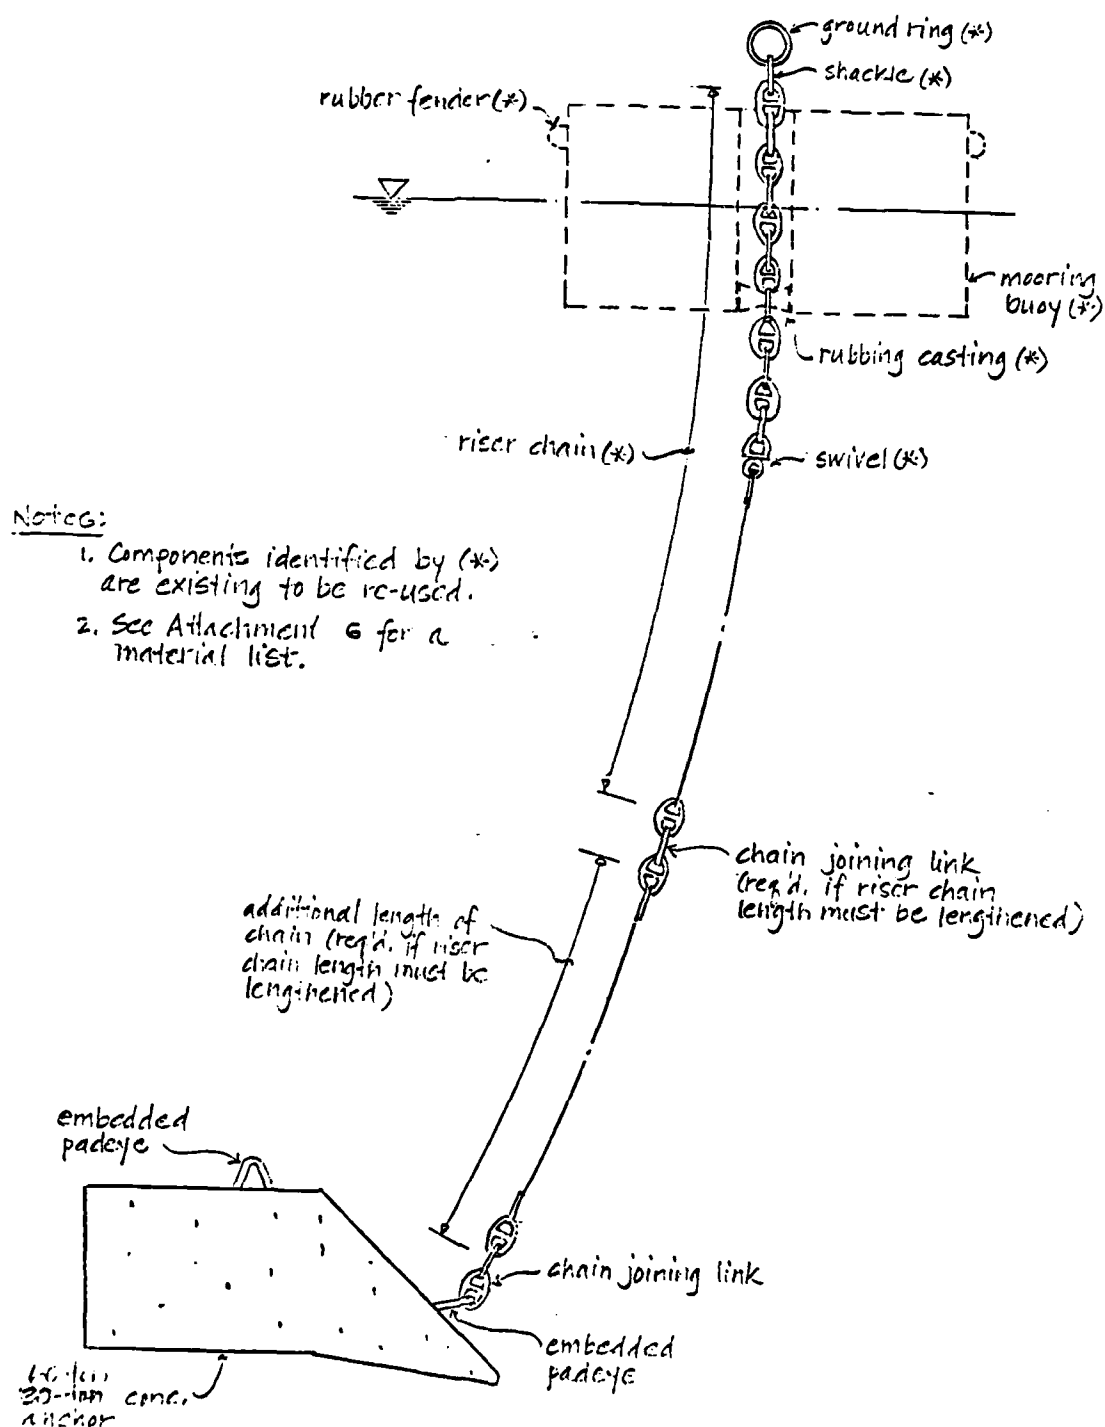 ground ring (*)
shackle (*)
rubber fender (*)
mooring
buoy (*)
rubbing casting (*)
riser chain (*)
swivel (*)
Notes:
1. Components identified by (*)
are existing to be re-used.
2. See Attachment G for a
material list.
chain joining link
(req'd. if riser chain
length must be lengthened)
additional length of
chain (req'd. if riser
chain length must be
lengthened)
embedded
padeye
chain joining link
embedded
padeye
conc.
anchor